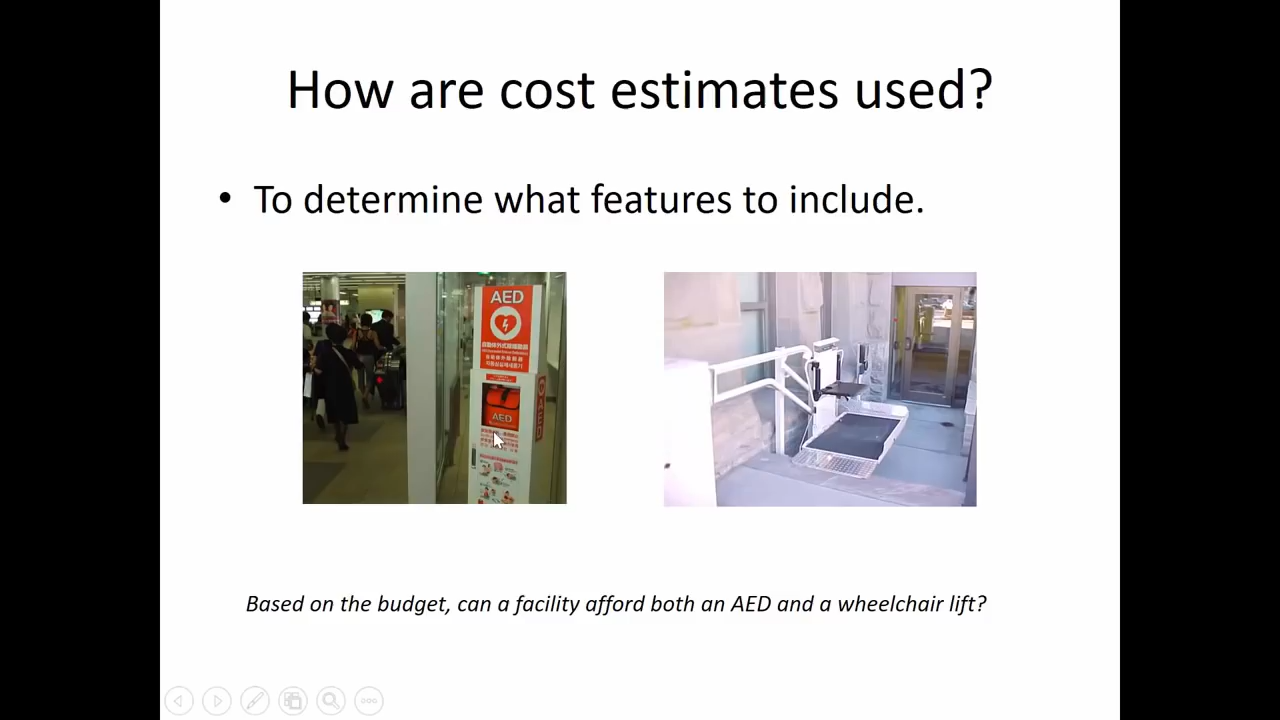 How are cost estimates used?
• To determine what features to include.
AED
AED
Based on the budget, can a facility afford both an AED and a wheelchair lift?